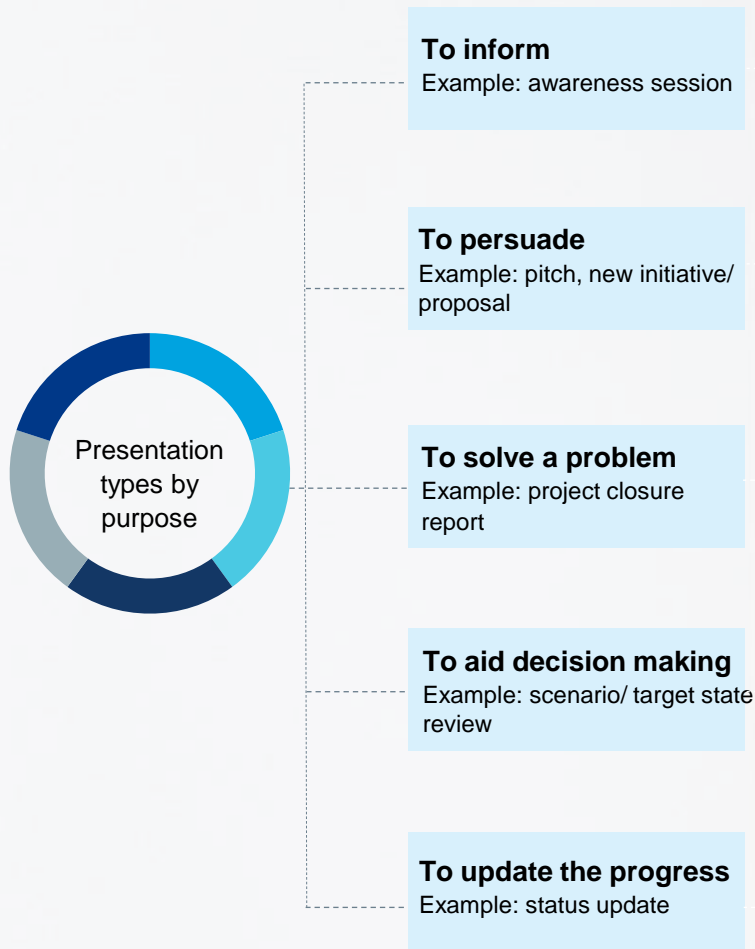 To inform
Example: awareness session
To persuade
Example: pitch, new initiative/
proposal
Presentation
types by
purpose
To solve a problem
Example: project closure
report
To aid decision making
Example: scenario/ target state
review
To update the progress
Example: status update